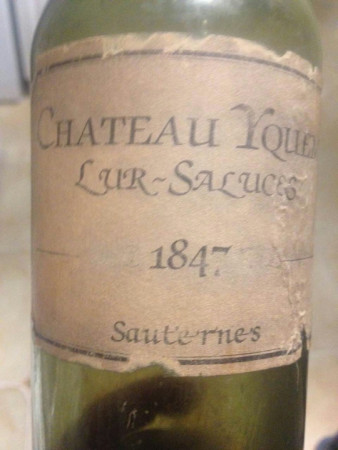 CHATEAU YQUEM
LUR-SALUCES
1847
Sauternes